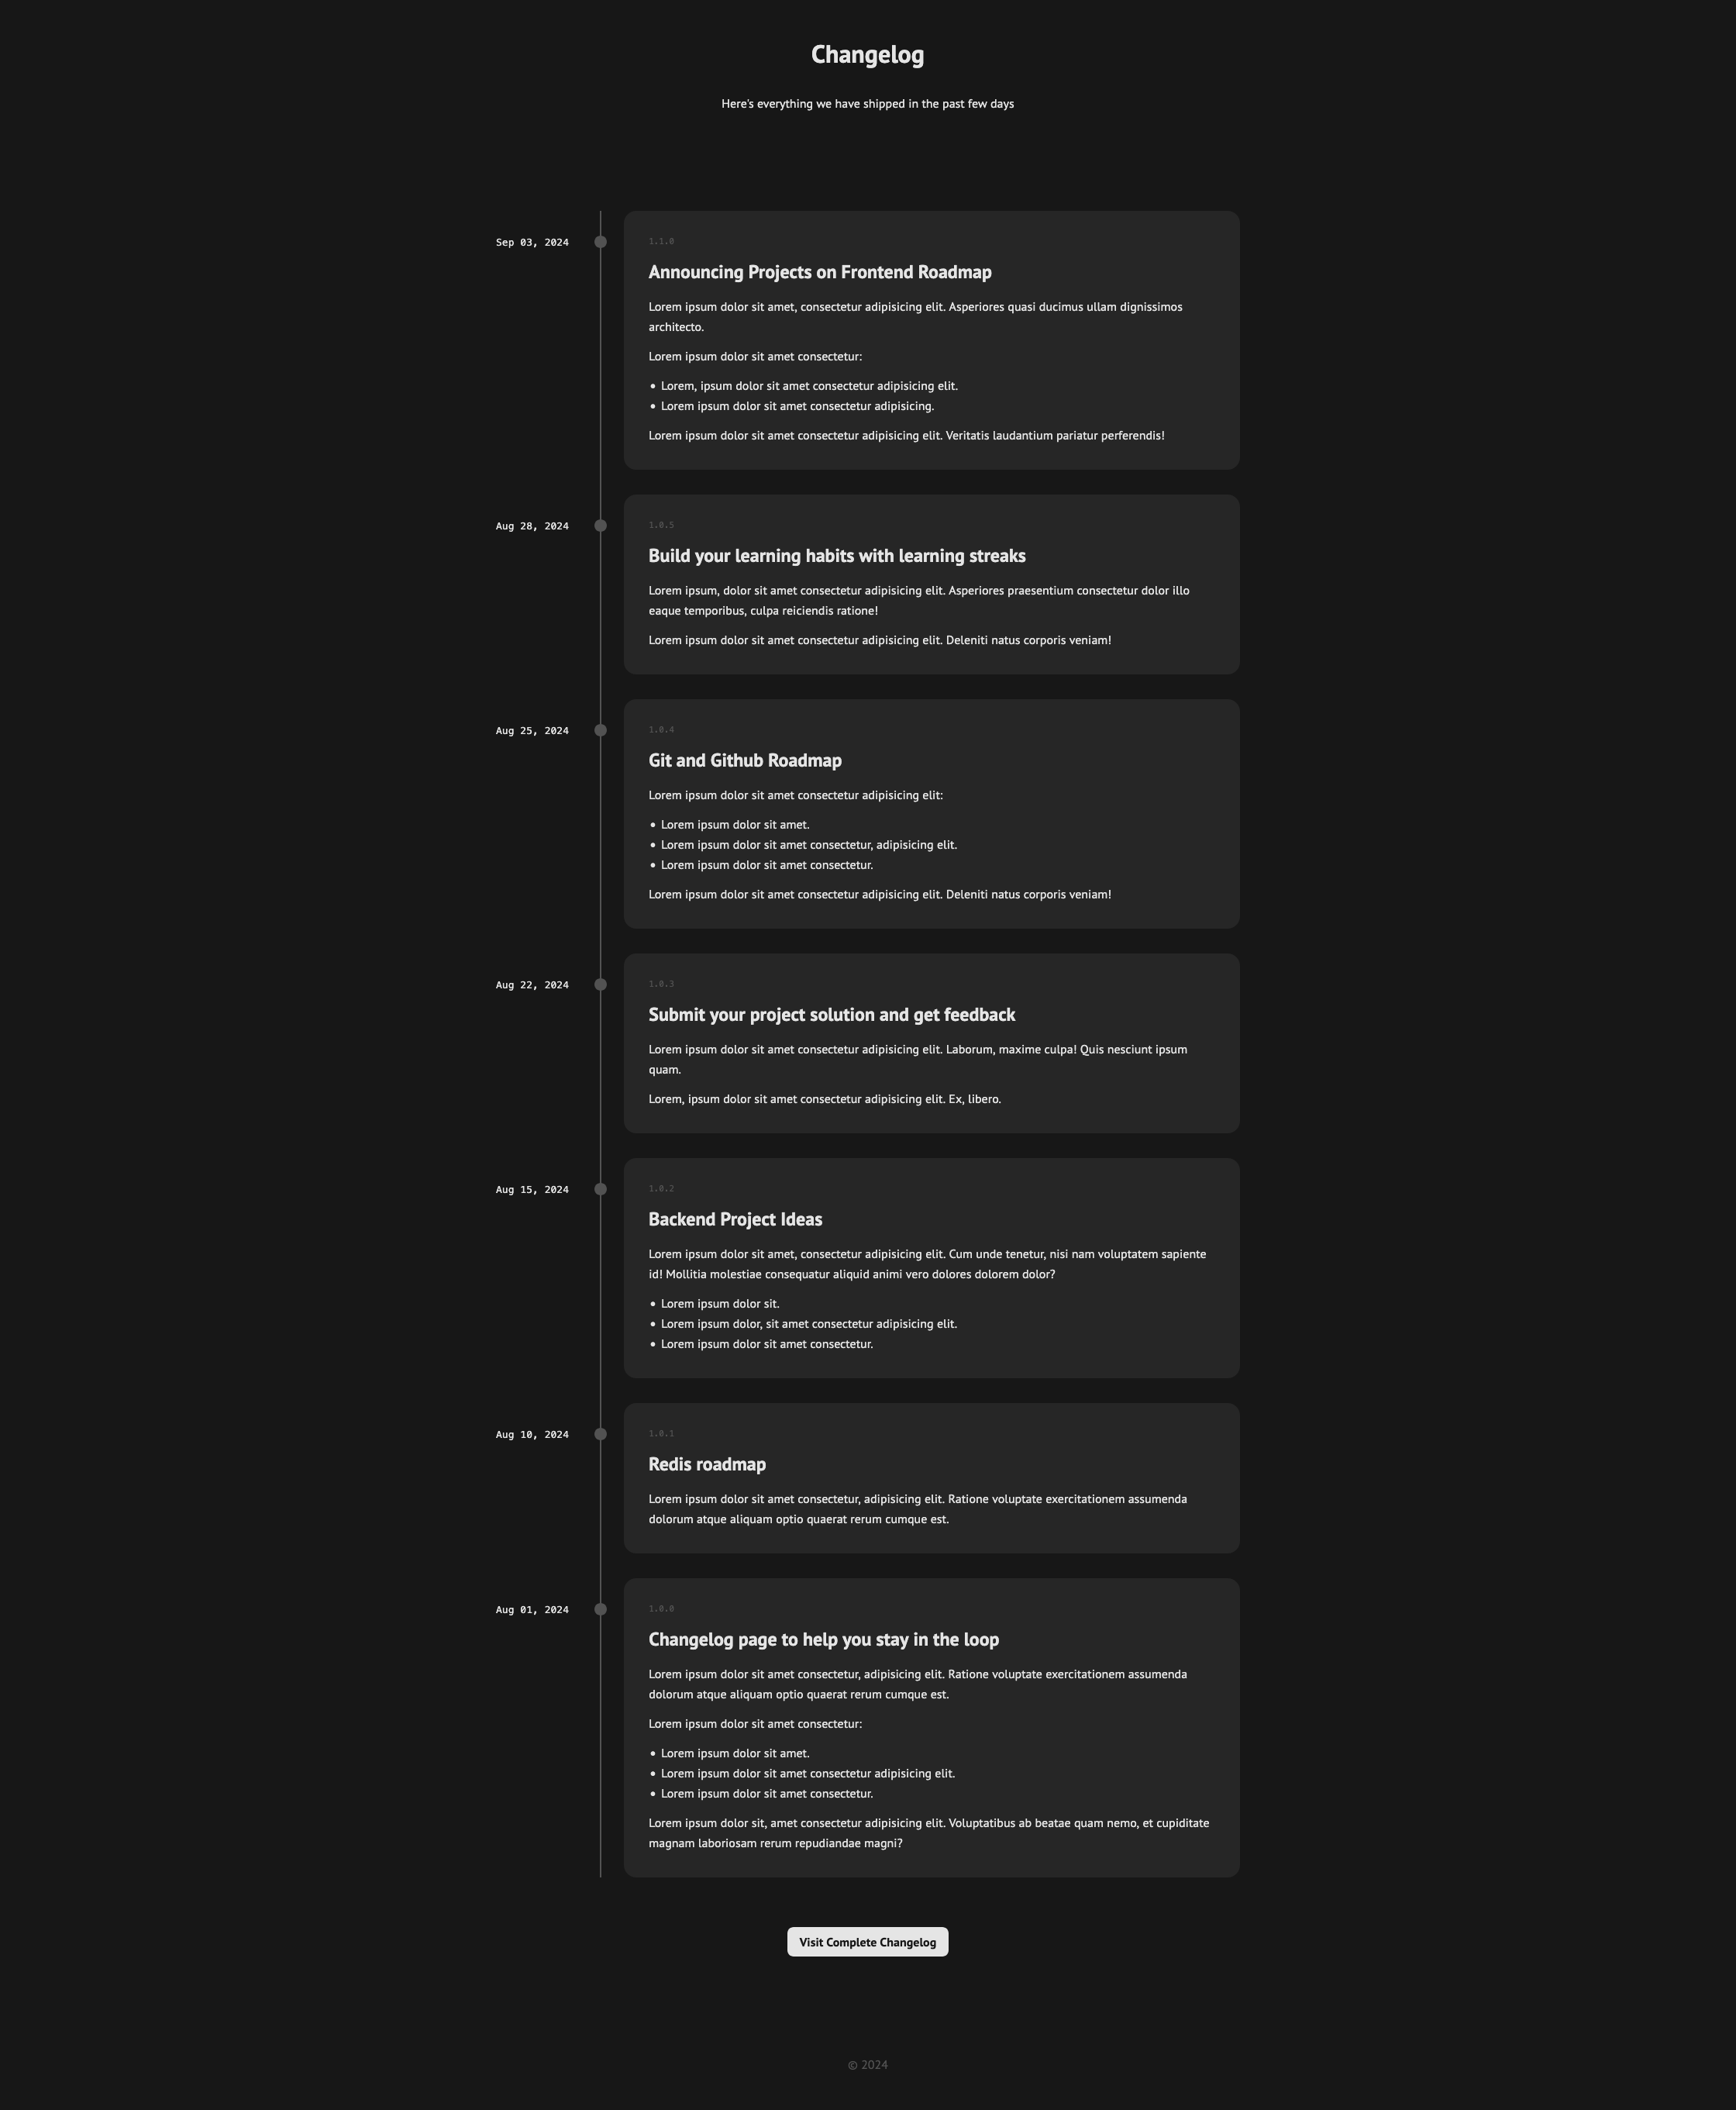 Changelog
Here's everything we have shipped in the past few days
Sep 03, 2024
1.1.0
Announcing Projects on Frontend Roadmap
Lorem ipsum dolor sit amet, consectetur adipisicing elit. Asperiores quasi ducimus ullam dignissimos
architecto.
Lorem ipsum dolor sit amet consectetur:
• Lorem, ipsum dolor sit amet consectetur adipisicing elit.
• Lorem ipsum dolor sit amet consectetur adipisicing.
Lorem ipsum dolor sit amet consectetur adipisicing elit. Veritatis laudantium pariatur perferendis!
Aug 28, 2024
1.0.5
Build your learning habits with learning streaks
Lorem ipsum, dolor sit amet consectetur adipisicing elit. Asperiores praesentium consectetur dolor illo
eaque temporibus, culpa reiciendis ratione!
Lorem ipsum dolor sit amet consectetur adipisicing elit. Deleniti natus corporis veniam!
Aug 25, 2024
1.0.4
Git and Github Roadmap
Lorem ipsum dolor sit amet consectetur adipisicing elit:
• Lorem ipsum dolor sit amet.
• Lorem ipsum dolor sit amet consectetur, adipisicing elit.
• Lorem ipsum dolor sit amet consectetur.
Lorem ipsum dolor sit amet consectetur adipisicing elit. Deleniti natus corporis veniam!
Aug 22, 2024
1.0.3
Submit your project solution and get feedback
Lorem ipsum dolor sit amet consectetur adipisicing elit. Laborum, maxime culpa! Quis nesciunt ipsum
quam.
Lorem, ipsum dolor sit amet consectetur adipisicing elit. Ex, libero.
Aug 15, 2024
1.0.2
Backend Project Ideas
Lorem ipsum dolor sit amet, consectetur adipisicing elit. Cum unde tenetur, nisi nam voluptatem sapiente
id! Mollitia molestiae consequatur aliquid animi vero dolores dolorem dolor?
• Lorem ipsum dolor sit.
• Lorem ipsum dolor, sit amet consectetur adipisicing elit.
• Lorem ipsum dolor sit amet consectetur.
Aug 10, 2024
1.0.1
Redis roadmap
Lorem ipsum dolor sit amet consectetur, adipisicing elit. Ratione voluptate exercitationem assumenda
dolorum atque aliquam optio quaerat rerum cumque est.
Aug 01, 2024
1.0.0
Changelog page to help you stay in the loop
Lorem ipsum dolor sit amet consectetur, adipisicing elit. Ratione voluptate exercitationem assumenda
dolorum atque aliquam optio quaerat rerum cumque est.
Lorem ipsum dolor sit amet consectetur:
• Lorem ipsum dolor sit amet.
• Lorem ipsum dolor sit amet consectetur adipisicing elit.
• Lorem ipsum dolor sit amet consectetur.
Lorem ipsum dolor sit, amet consectetur adipisicing elit. Voluptatibus ab beatae quam nemo, et cupiditate
magnam laboriosam rerum repudiandae magni?
Visit Complete Changelog
© 2024